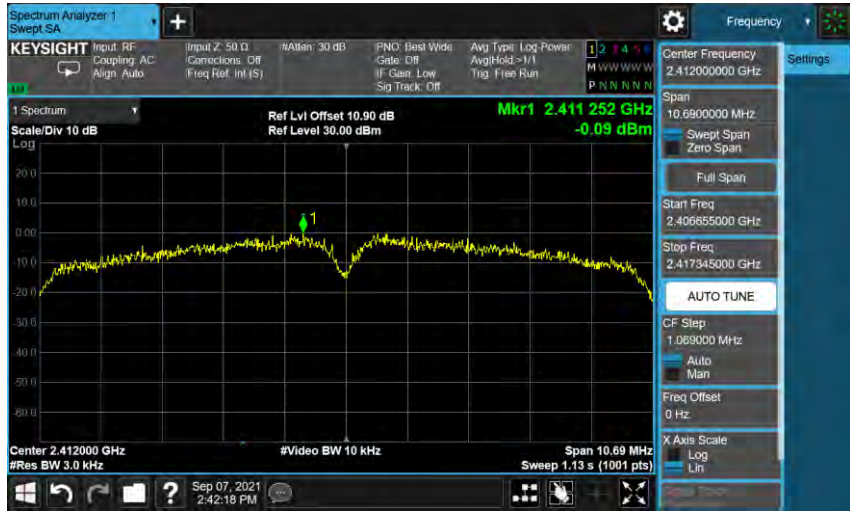 Spectrum Analyzer 1
Swept SA
+
Frequency
KEYSIGHT
Input: RF
Coupling: AC
Align: Auto
Input Z: 50 Ω
Corrections: Off
Freq Ref: Int (S)
#Atten: 30 dB
PNO: Best Wide
Gate: Off
IF Gain: Low
Sig Track: Off
Avg Type: Log-Power
Avg|Hold:>1/1
Trig: Free Run
1 2 3 4 5 6
M W W W W W
P N N N N N
Settings
1 Spectrum
Scale/Div 10 dB
Log
Ref Lvl Offset 10.90 dB
Ref Level 30.00 dBm
Mkr1 2.411 252 GHz
-0.09 dBm
20.0
10.0
0.00
-10.0
-20.0
-30.0
-40.0
-50.0
-60.0
1
Center 2.412000 GHz
#Res BW 3.0 kHz
#Video BW 10 kHz
Span 10.69 MHz
Sweep 1.13 s (1001 pts)
Center Frequency
2.412000000 GHz
Span
10.6900000 MHz
Swept Span
Zero Span
Full Span
Start Freq
2.406655000 GHz
Stop Freq
2.417345000 GHz
AUTO TUNE
CF Step
1.069000 MHz
Auto
Man
Freq Offset
0 Hz
X Axis Scale
Log
Lin
?
Sep 07, 2021
2:42:18 PM